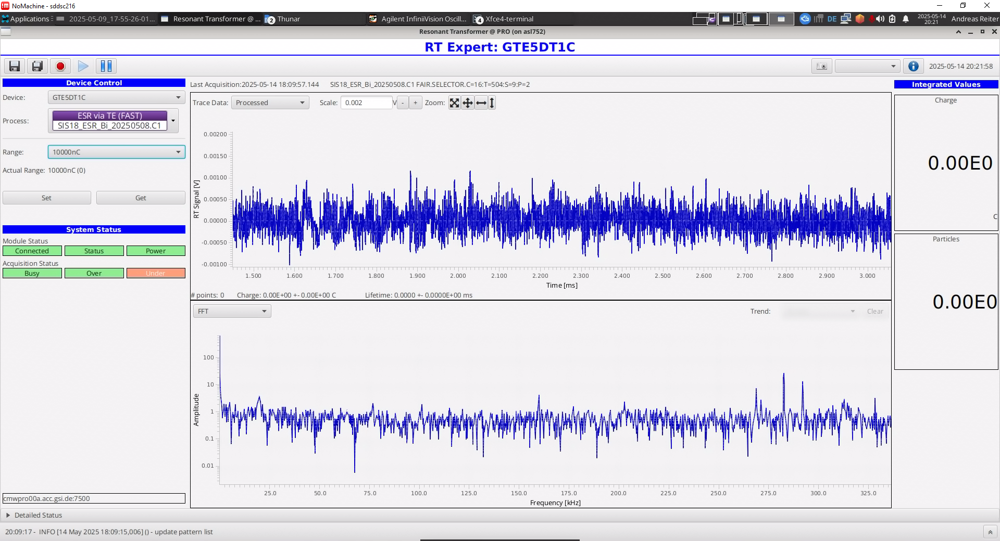 NoMachine - sddsc216
Applications
2025-05-09_17-55-26-01...
Resonant Transformer @ ...
2 Thunar
Agilent InfiniiVision Oscill...
4 Xfce4-terminal
DE
2025-05-14
20:21
Andreas Reiter
Resonant Transformer @ PRO (on asl752)
RT Expert: GTE5DT1C
2025-05-14 20:21:58
Device Control
Device: GTE5DT1C
Process: ESR via TE (FAST)
SIS18_ESR_Bi_20250508.C1
Range: 10000nC
Actual Range: 10000nC (0)
Set Get
System Status
Module Status
Connected Status Power
Acquisition Status
Busy Over Under
cmwpro00a.acc.gsi.de:7500
Last Acquisition:2025-05-14 18:09:57.144 SIS18_ESR_Bi_20250508.C1 FAIR.SELECTOR.C=16:T=504:S=9:P=2
Trace Data: Processed Scale: 0.002 V - + Zoom:
RT Signal [V]
0.00200
0.00150
0.00100
0.00050
0.00000
-0.00050
-0.00100
1.500 1.600 1.700 1.800 1.900 2.000 2.100 2.200 2.300 2.400 2.500 2.600 2.700 2.800 2.900 3.000
Time [ms]
# points: 0 Charge: 0.00E+00 +- 0.00E+00 C Lifetime: 0.0000 +- 0.0000E+00 ms
FFT Trend: Clear
Amplitude
100
10
1
0.1
0.01
25.0 50.0 75.0 100.0 125.0 150.0 175.0 200.0 225.0 250.0 275.0 300.0 325.0
Frequency [kHz]
Integrated Values
Charge
0.00E0
C
Particles
0.00E0
Detailed Status
20:09:17 - INFO [14 May 2025 18:09:15,006] () - update pattern list